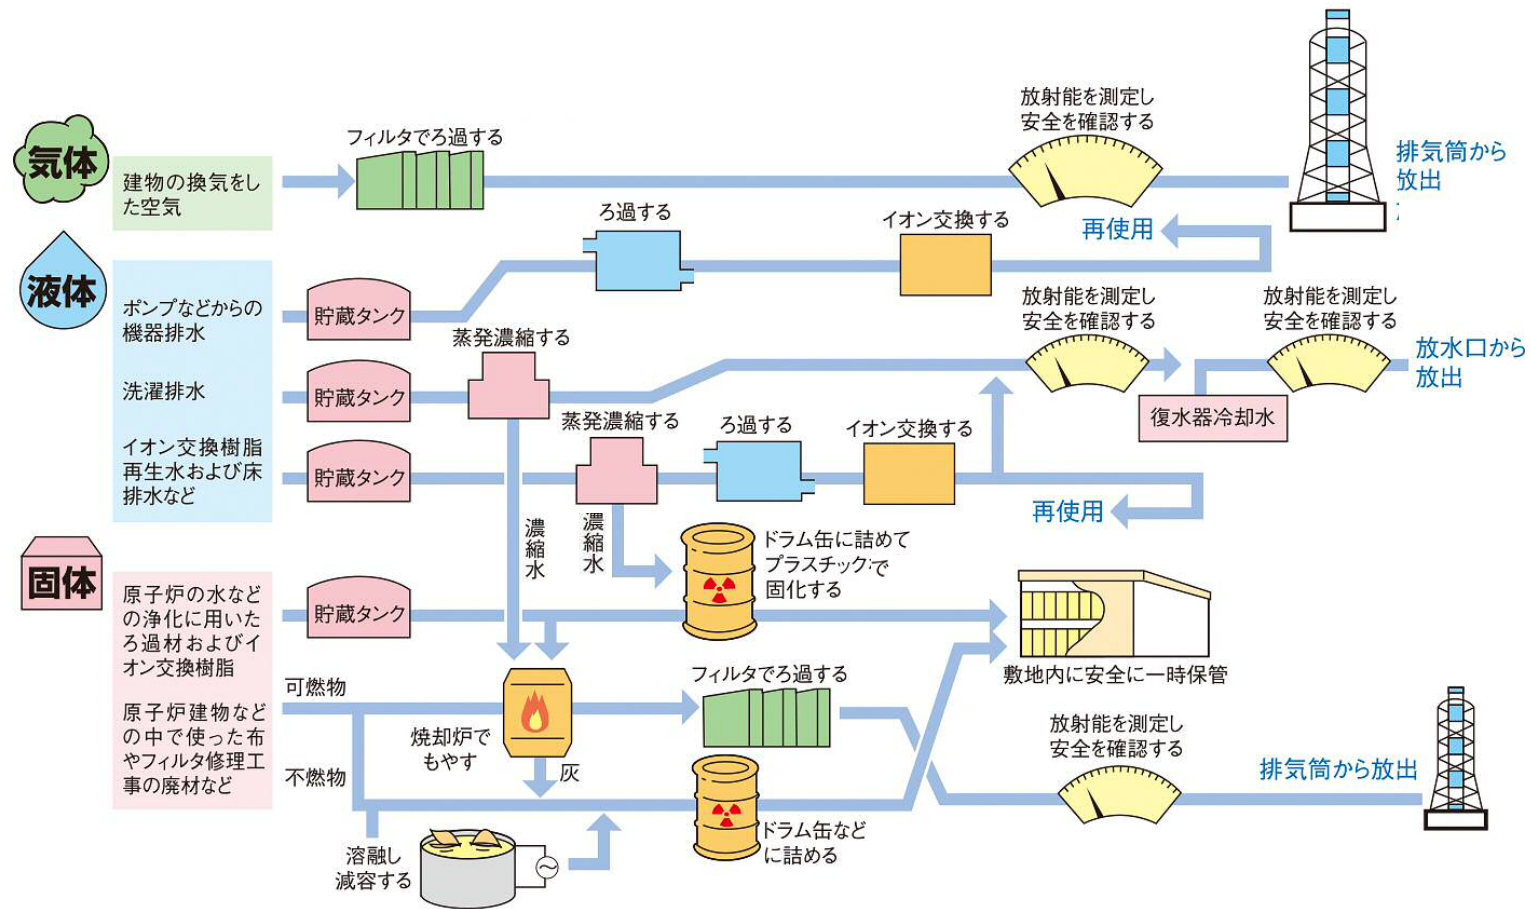 気体
建物の換気をし
た空気
フィルタでろ過する
放射能を測定し
安全を確認する
排気筒から
放出
液体
ポンプなどからの
機器排水
貯蔵タンク
ろ過する
イオン交換する
再使用
洗濯排水
貯蔵タンク
蒸発濃縮する
放射能を測定し
安全を確認する
放射能を測定し
安全を確認する
放水口から
放出
復水器冷却水
イオン交換樹脂
再生水および床
排水など
貯蔵タンク
蒸発濃縮する
ろ過する
イオン交換する
再使用
濃縮水
濃縮水
ドラム缶に詰めて
プラスチックで
固化する
固体
原子炉の水など
の浄化に用いた
ろ過材およびイ
オン交換樹脂
貯蔵タンク
敷地内に安全に一時保管
原子炉建物など
の中で使った布
やフィルタ修理工
事の廃材など
可燃物
不燃物
焼却炉で
もやす
灰
フィルタでろ過する
放射能を測定し
安全を確認する
排気筒から放出
溶融し
減容する
ドラム缶など
に詰める